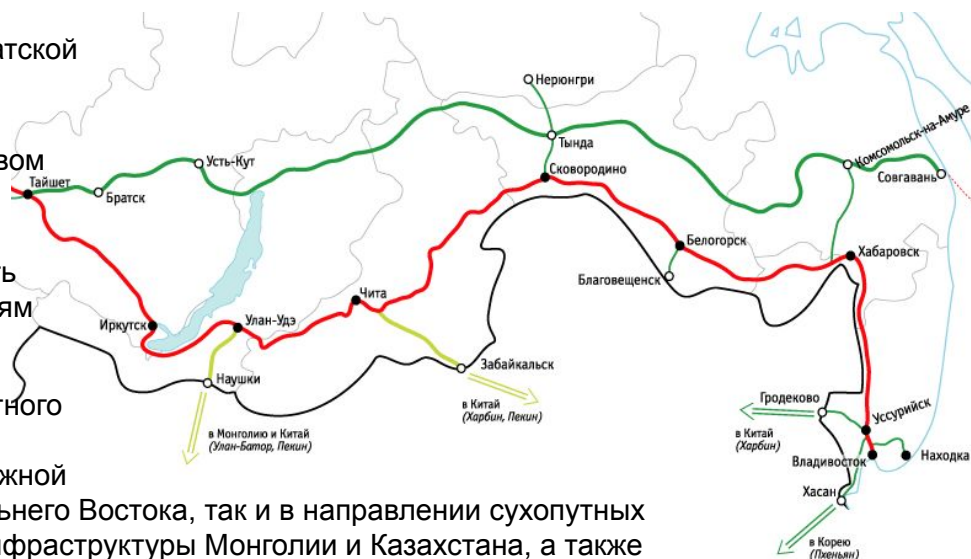 атской
вом
ть
ям
тного
жной
ьнего Востока, так и в направлении сухопутных
нфраструктуры Монголии и Казахстана, а также
Нерюнгри
Тында
Усть-Кут
Тайшет
Братск
Сковородино
Комсомольск-на-Амуре
Совгавань
Белогорск
Хабаровск
Благовещенск
Чита
Иркутск
Улан-Удэ
Наушки
Забайкальск
в Китай
(Харбин, Пекин)
в Монголию и Китай
(Улан-Батор, Пекин)
Гродеково
Уссурийск
в Китай
(Харбин)
Владивосток
Находка
Хасан
в Корею
(Пхеньян)